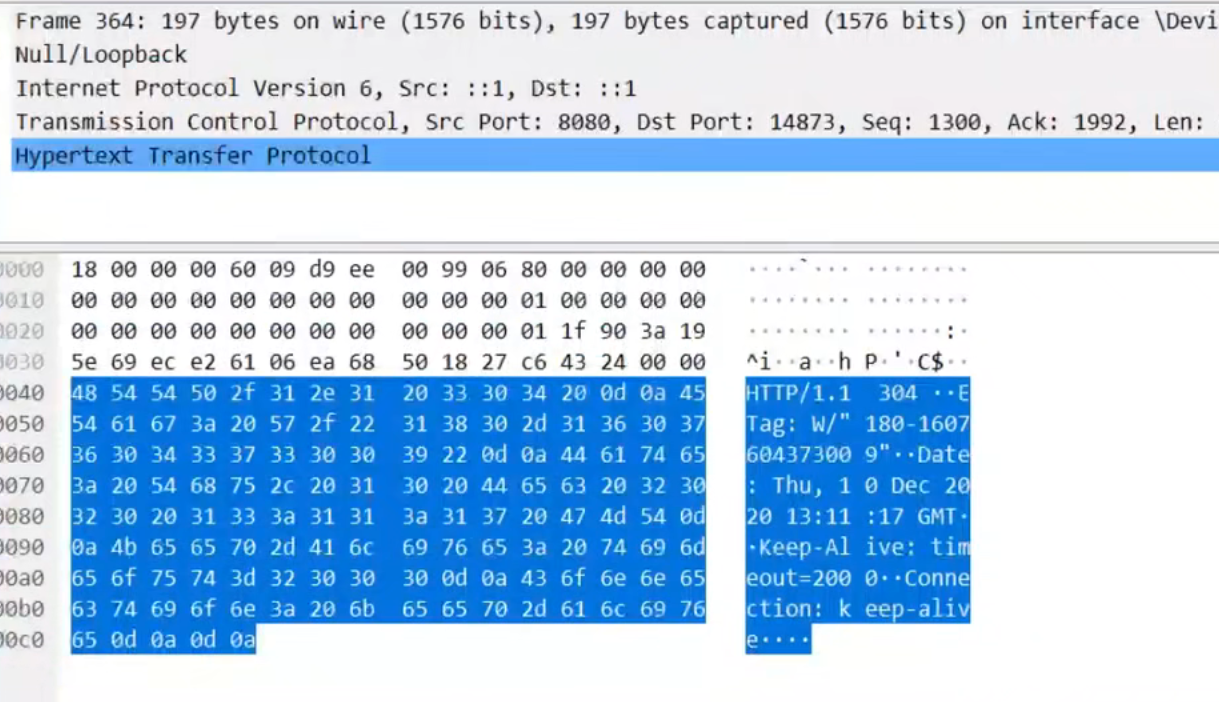 Frame 364: 197 bytes on wire (1576 bits), 197 bytes captured (1576 bits) on interface \Devi
Null/Loopback
Internet Protocol Version 6, Src: ::1, Dst: ::1
Transmission Control Protocol, Src Port: 8080, Dst Port: 14873, Seq: 1300, Ack: 1992, Len:
Hypertext Transfer Protocol
0000 18 00 00 00 60 09 d9 ee 00 99 06 80 00 00 00 00 ····`··· ········
0010 00 00 00 00 00 00 00 00 00 00 00 01 00 00 00 00 ········ ········
0020 00 00 00 00 00 00 00 00 00 00 00 01 1f 90 3a 19 ········ ······:·
0030 5e 69 ec e2 61 06 ea 68 50 18 27 c6 43 24 00 00 ^i··a··h P·'·C$··
0040 48 54 54 50 2f 31 2e 31 20 33 30 34 20 0d 0a 45 HTTP/1.1 304 ··E
0050 54 61 67 3a 20 57 2f 22 31 38 30 2d 31 36 30 37 Tag: W/" 180-1607
0060 36 30 34 33 37 33 30 30 39 22 0d 0a 44 61 74 65 60437300 9"··Date
0070 3a 20 54 68 75 2c 20 31 30 20 44 65 63 20 32 30 : Thu, 1 0 Dec 20
0080 32 30 20 31 33 3a 31 31 3a 31 37 20 47 4d 54 0d 20 13:11 :17 GMT·
0090 0a 4b 65 65 70 2d 41 6c 69 76 65 3a 20 74 69 6d ·Keep-Al ive: tim
00a0 65 6f 75 74 3d 32 30 30 30 0d 0a 43 6f 6e 6e 65 eout=200 0··Conne
00b0 63 74 69 6f 6e 3a 20 6b 65 65 70 2d 61 6c 69 76 ction: k eep-aliv
00c0 65 0d 0a 0d 0a e····